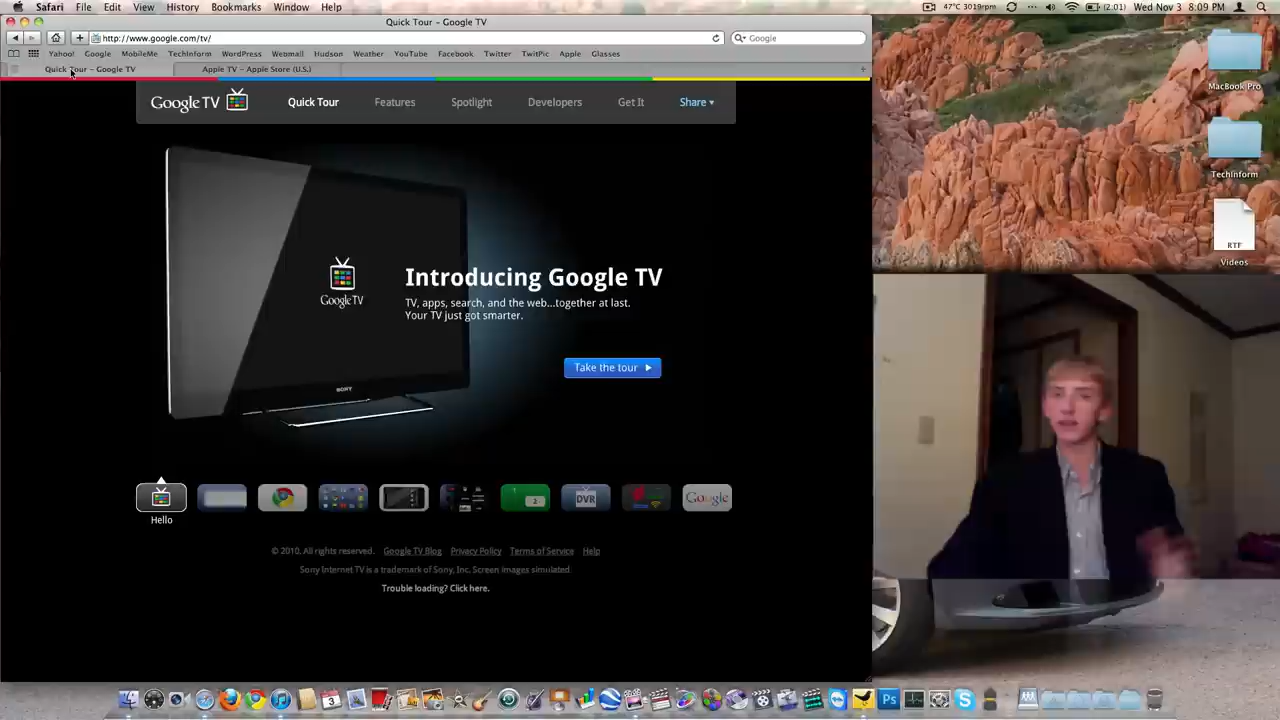 Safari File Edit View History Bookmarks Window Help
47°C 3019rpm (2.01) Wed Nov 3 8:09 PM
Quick Tour – Google TV
http://www.google.com/tv/
Google
Yahoo! Google MobileMe TechInform WordPress Webmail Hudson Weather YouTube Facebook Twitter TwitPic Apple Glasses
Quick Tour – Google TV
Apple TV – Apple Store (U.S.)
Google TV
Quick Tour Features Spotlight Developers Get It Share
Google TV
SONY
Introducing Google TV
TV, apps, search, and the web...together at last.
Your TV just got smarter.
Take the tour
2
DVR
Google
Hello
© 2010. All rights reserved. Google TV Blog Privacy Policy Terms of Service Help
Sony Internet TV is a trademark of Sony, Inc. Screen images simulated.
Trouble loading? Click here.
MacBook Pro
TechInform
RTF
Videos
3
Ps
S